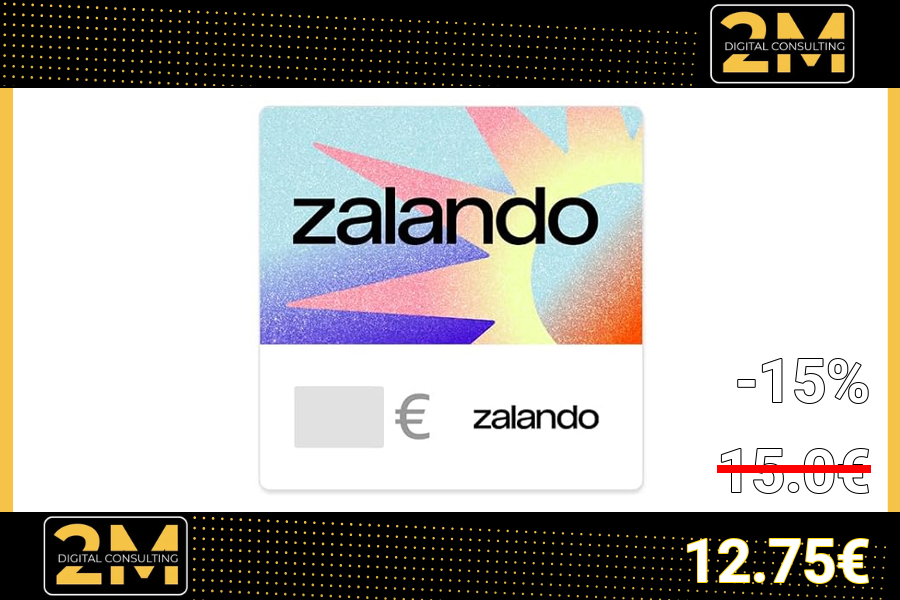 2M
DIGITAL CONSULTING
zalando
€
zalando
-15%
15.0€
2M
DIGITAL CONSULTING
12.75€